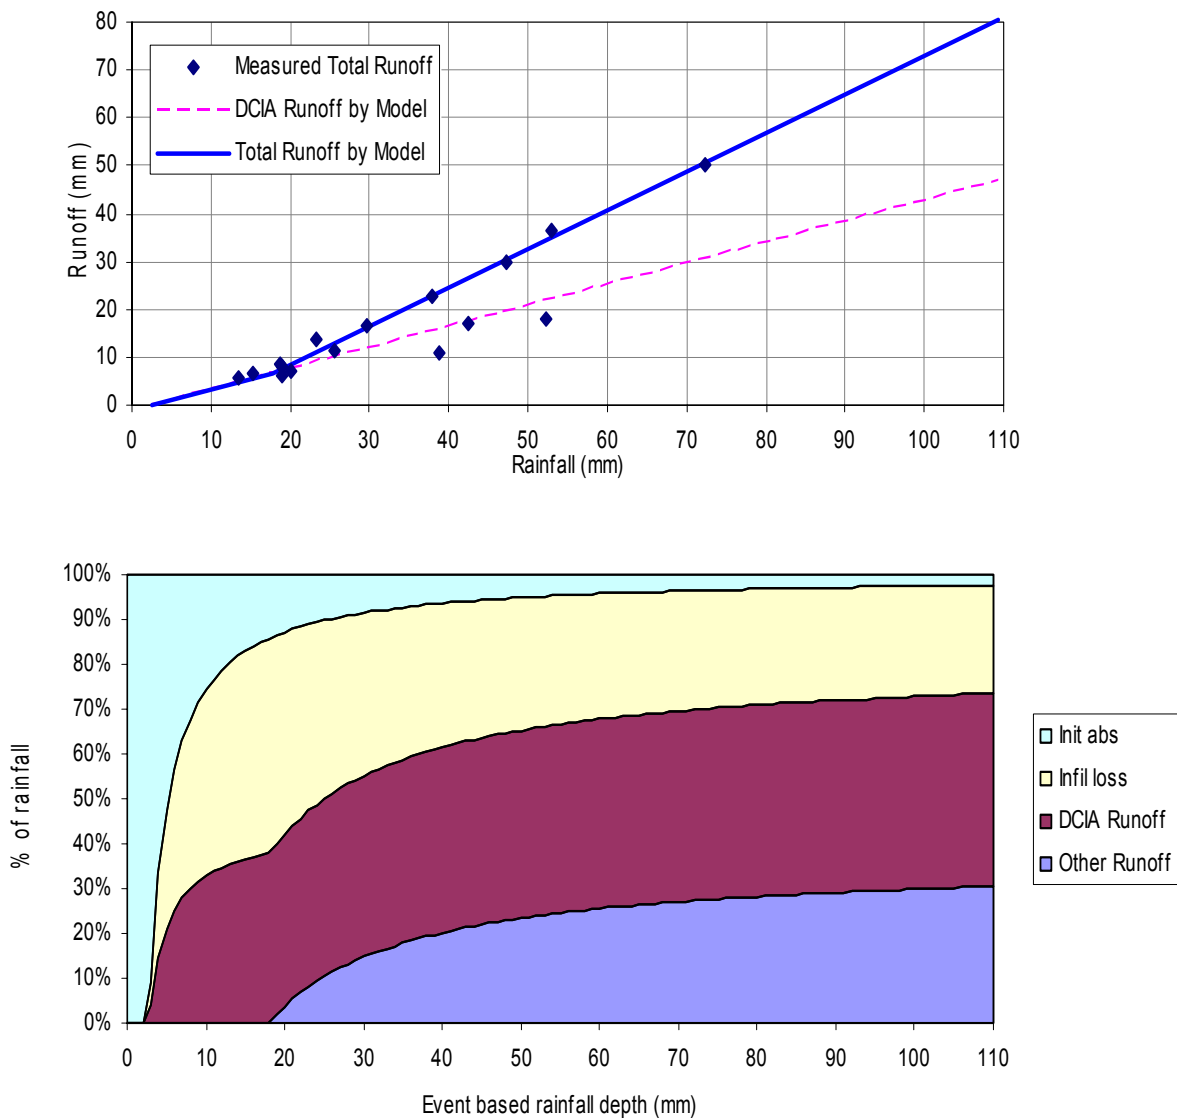 80
70
60
50
40
30
20
10
0
Runoff (mm)
Measured Total Runoff
DCIA Runoff by Model
Total Runoff by Model
0 10 20 30 40 50 60 70 80 90 100 110
Rainfall (mm)
100%
90%
80%
70%
60%
50%
40%
30%
20%
10%
0%
% of rainfall
Init abs
Infil loss
DCIA Runoff
Other Runoff
0 10 20 30 40 50 60 70 80 90 100 110
Event based rainfall depth (mm)